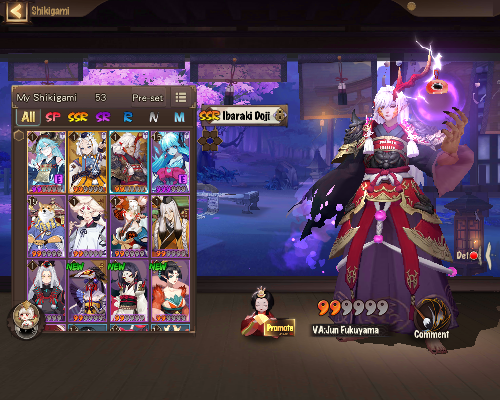 Shikigami
My Shikigami 53 Pre-set
All SP SSR SR R N M
SSR Ibaraki Doji
NEW NEW NEW
Det
Promote
VA:Jun Fukuyama
Comment